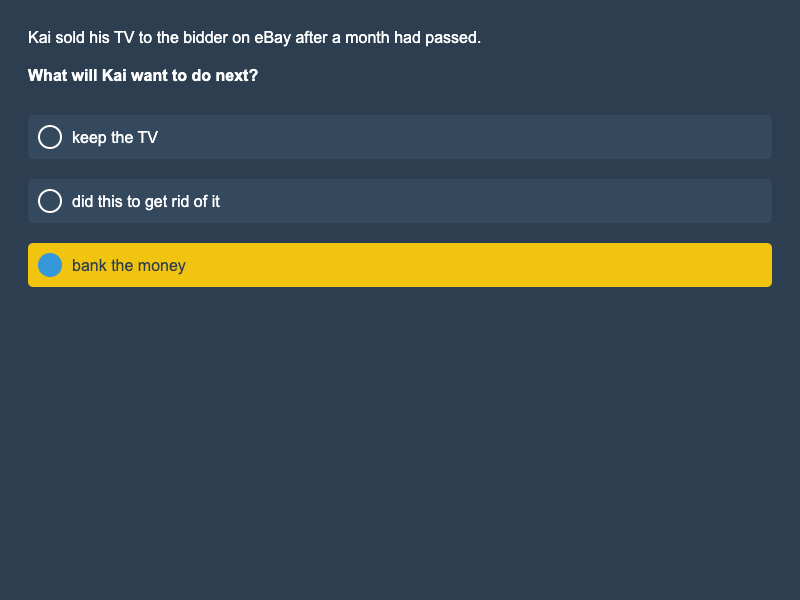 Kai sold his TV to the bidder on eBay after a month had passed.
What will Kai want to do next?
keep the TV
did this to get rid of it
bank the money